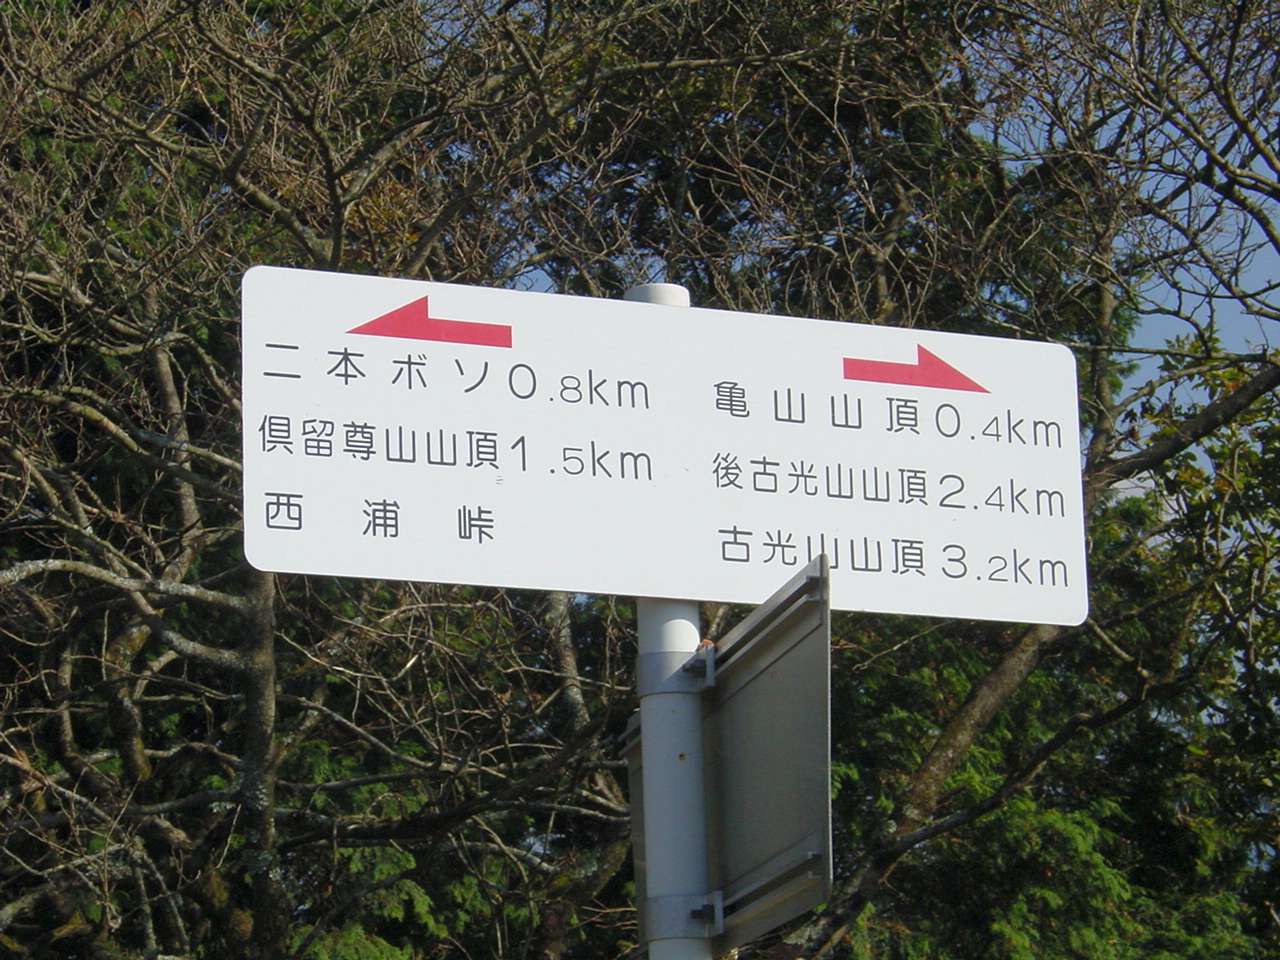 二本ボソ0.8km
倶留尊山山頂1.5km
西浦峠
亀山山頂0.4km
後古光山山頂2.4km
古光山山頂3.2km